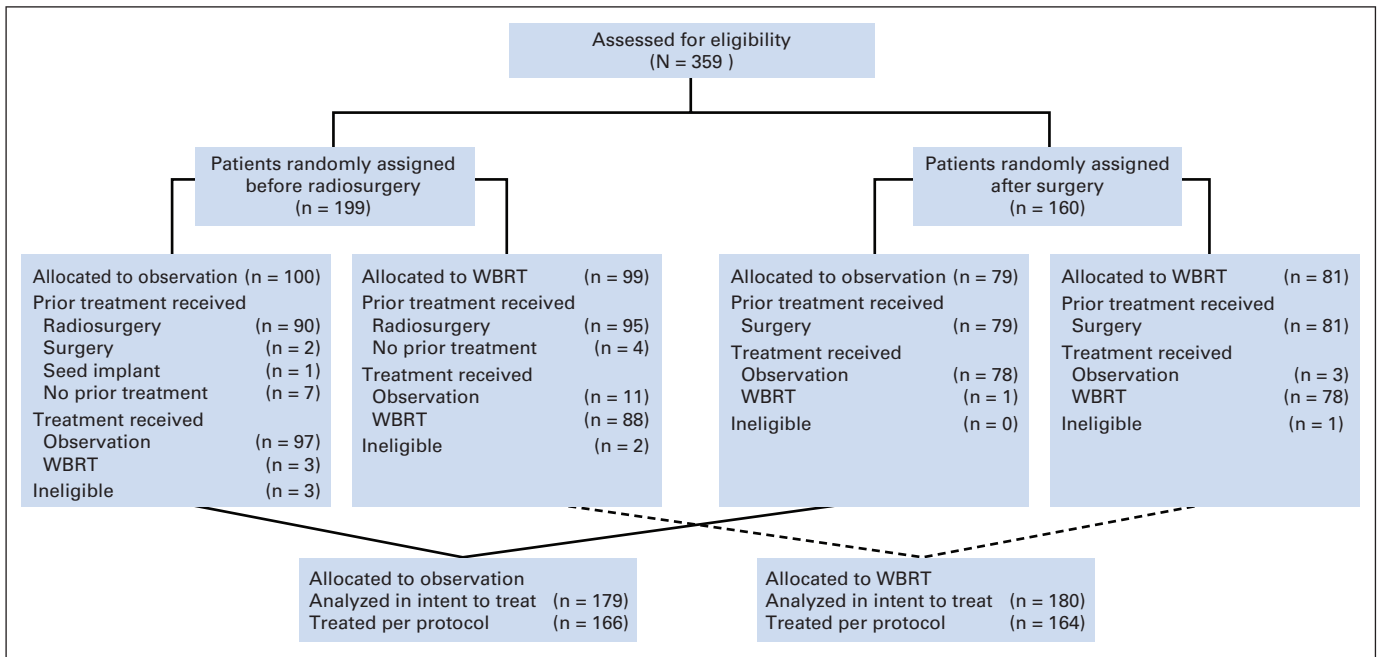 Assessed for eligibility
(N = 359 )
Patients randomly assigned
before radiosurgery
(n = 199)
Patients randomly assigned
after surgery
(n = 160)
Allocated to observation (n = 100)
Prior treatment received
Radiosurgery (n = 90)
Surgery (n = 2)
Seed implant (n = 1)
No prior treatment (n = 7)
Treatment received
Observation (n = 97)
WBRT (n = 3)
Ineligible (n = 3)
Allocated to WBRT (n = 99)
Prior treatment received
Radiosurgery (n = 95)
No prior treatment (n = 4)
Treatment received
Observation (n = 11)
WBRT (n = 88)
Ineligible (n = 2)
Allocated to observation (n = 79)
Prior treatment received
Surgery (n = 79)
Treatment received
Observation (n = 78)
WBRT (n = 1)
Ineligible (n = 0)
Allocated to WBRT (n = 81)
Prior treatment received
Surgery (n = 81)
Treatment received
Observation (n = 3)
WBRT (n = 78)
Ineligible (n = 1)
Allocated to observation
Analyzed in intent to treat (n = 179)
Treated per protocol (n = 166)
Allocated to WBRT
Analyzed in intent to treat (n = 180)
Treated per protocol (n = 164)